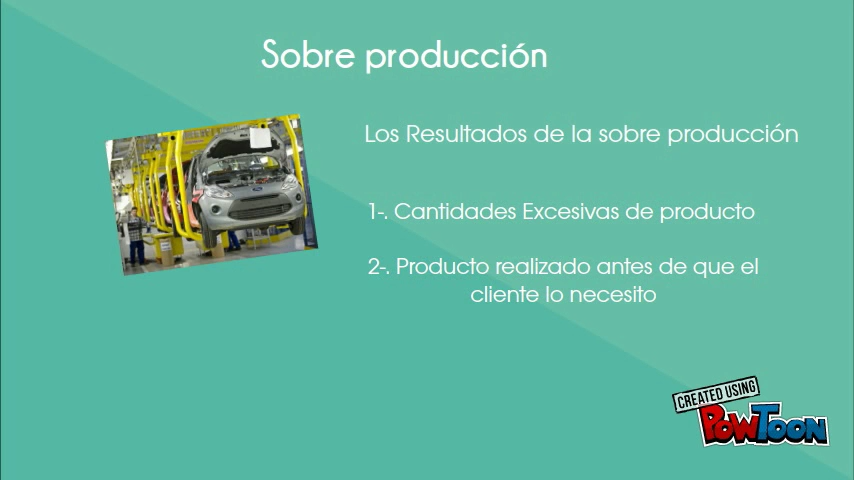 Sobre producción
Los Resultados de la sobre producción
1-. Cantidades Excesivas de producto
2-. Producto realizado antes de que el
cliente lo necesito
CREATED USING
POWTOON